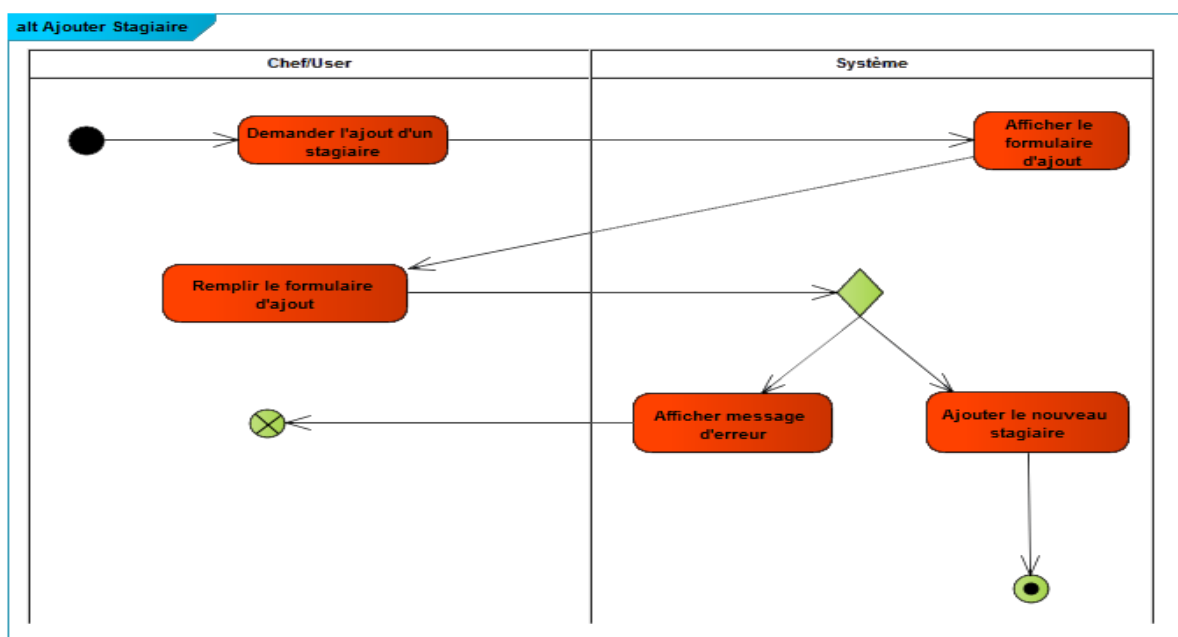 alt Ajouter Stagiaire
Chef/User
Système
Demander l'ajout d'un
stagiaire
Afficher le
formulaire
d'ajout
Remplir le formulaire
d'ajout
Afficher message
d'erreur
Ajouter le nouveau
stagiaire